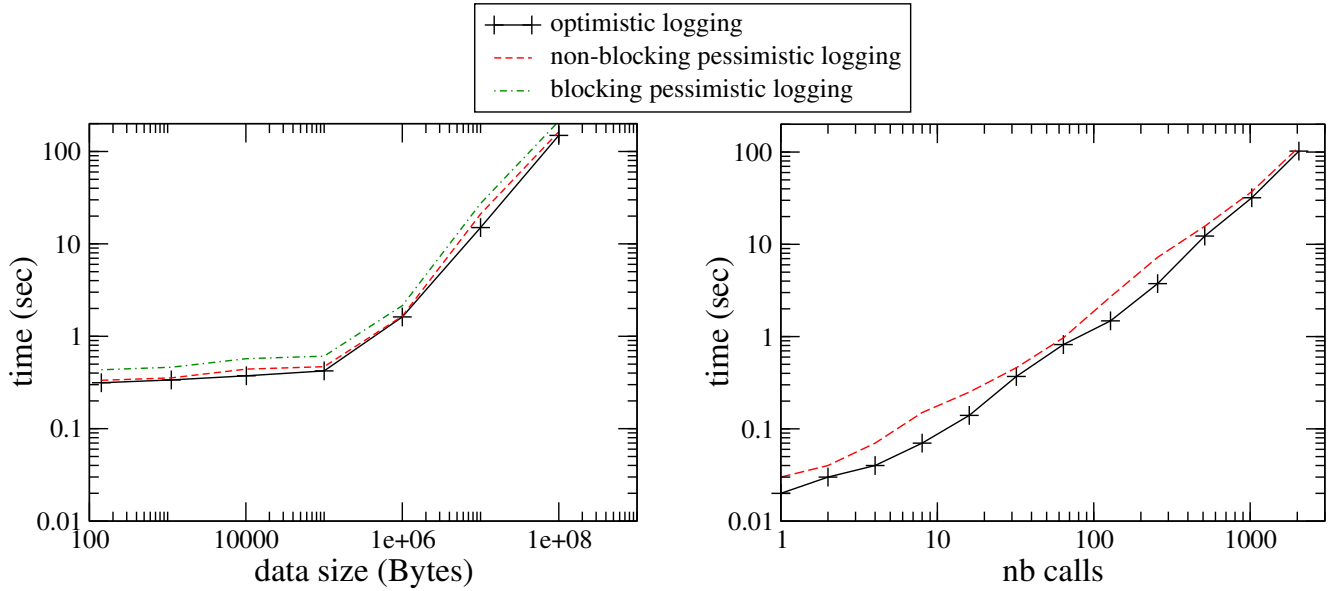 optimistic logging
non-blocking pessimistic logging
blocking pessimistic logging
100
10
1
0.1
0.01
time (sec)
100 10000 1e+06 1e+08
data size (Bytes)
100
10
1
0.1
0.01
time (sec)
1 10 100 1000
nb calls